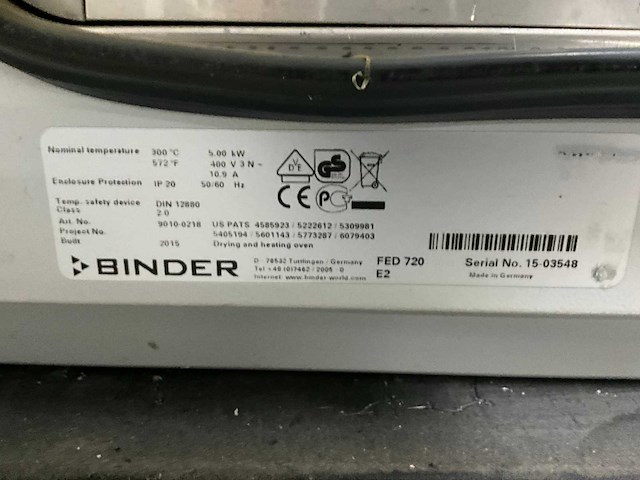 Nominal temperature 300 °C 5.00 kW
572 °F 400 V 3 N ~
10.9 A
Enclosure Protection IP 20 50/60 Hz
Temp. safety device DIN 12880
Class 2.0
Art. No. 9010-0218 US PATS 4585923 / 5222612 / 5309981
Project No. 5405194 / 5601143 / 5773287 / 6079403
Built 2015 Drying and heating oven
VDE
GS
CE
BINDER
D - 78532 Tuttlingen / Germany
Tel +49 (0)7462 / 2005 - 0
Internet www.binder-world.com
FED 720
E2
Serial No. 15-03548
Made in Germany